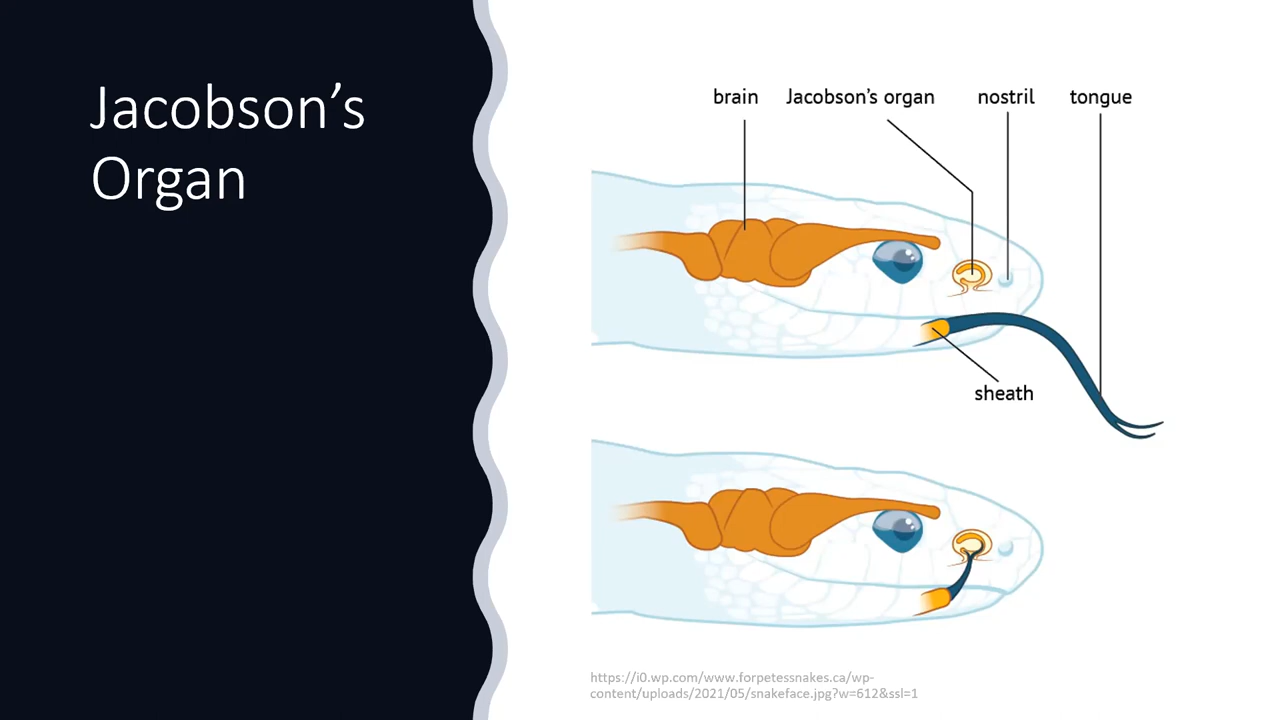 Jacobson’s
Organ
brain Jacobson’s organ nostril tongue
sheath
https://i0.wp.com/www.forpetessnakes.ca/wp-
content/uploads/2021/05/snakeface.jpg?w=612&ssl=1